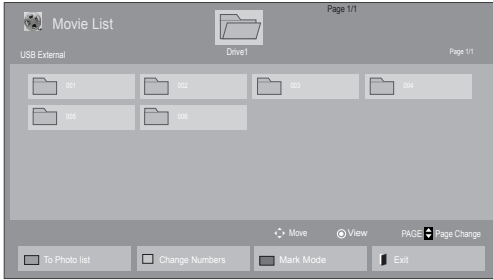 Page 1/1
Movie List
USB External
Drive1
Page 1/1
001
002
003
004
006
Move
View
PAGE
Page Change
To Photo list
Change Numbers
Mark Mode
Exit